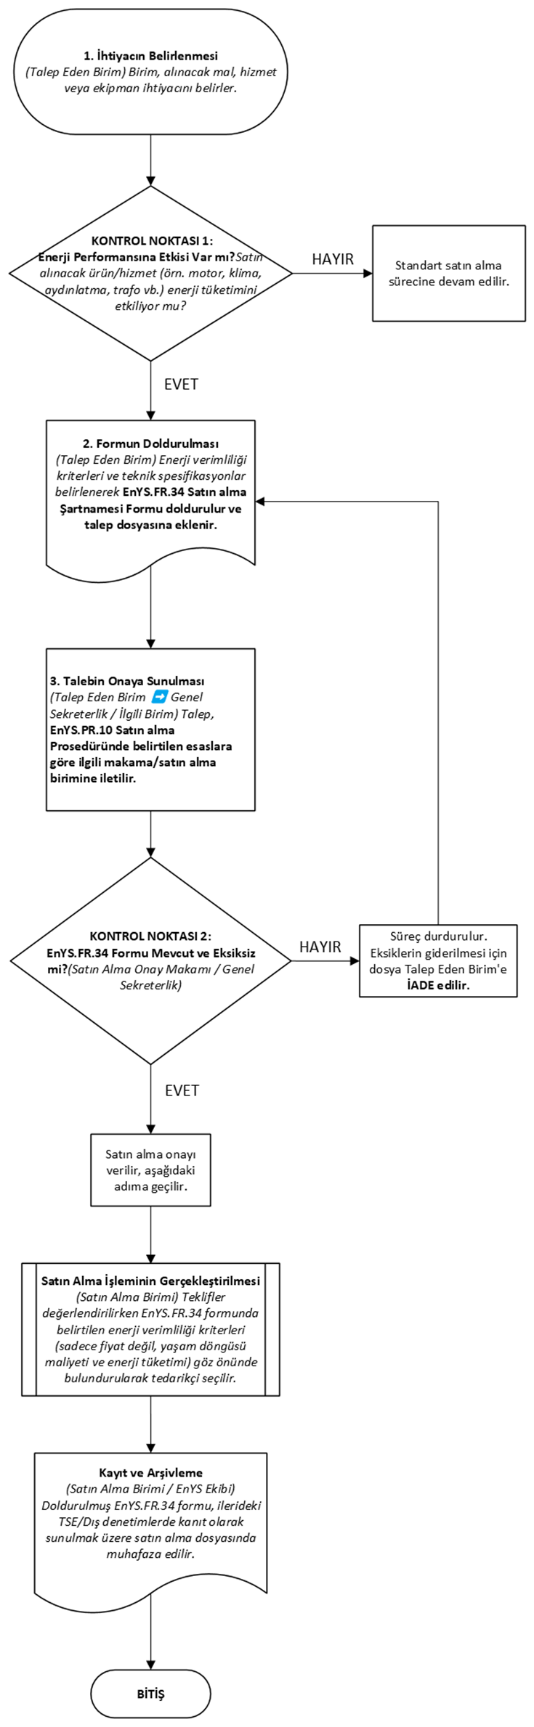 1. İhtiyacın Belirlenmesi
(Talep Eden Birim) Birim, alınacak mal, hizmet
veya ekipman ihtiyacını belirler.
KONTROL NOKTASI 1:
Enerji Performansına Etkisi Var mı?Satın
alınacak ürün/hizmet (örn. motor, klima,
aydınlatma, trafo vb.) enerji tüketimini
etkiliyor mu?
HAYIR
Standart satın alma
sürecine devam edilir.
EVET
2. Formun Doldurulması
(Talep Eden Birim) Enerji verimliliği
kriterleri ve teknik spesifikasyonlar
belirlenerek EnYS.FR.34 Satın alma
Şartnamesi Formu doldurulur ve
talep dosyasına eklenir.
3. Talebin Onaya Sunulması
(Talep Eden Birim ➡️ Genel
Sekreterlik / İlgili Birim) Talep,
EnYS.PR.10 Satın alma
Prosedüründe belirtilen esaslara
göre ilgili makama/satın alma
birimine iletilir.
KONTROL NOKTASI 2:
EnYS.FR.34 Formu Mevcut ve Eksiksiz
mi?(Satın Alma Onay Makamı / Genel
Sekreterlik)
HAYIR
Süreç durdurulur.
Eksiklerin giderilmesi için
dosya Talep Eden Birim'e
İADE edilir.
EVET
Satın alma onayı
verilir, aşağıdaki
adıma geçilir.
Satın Alma İşleminin Gerçekleştirilmesi
(Satın Alma Birimi) Teklifler
değerlendirilirken EnYS.FR.34 formunda
belirtilen enerji verimliliği kriterleri
(sadece fiyat değil, yaşam döngüsü
maliyeti ve enerji tüketimi) göz önünde
bulundurularak tedarikçi seçilir.
Kayıt ve Arşivleme
(Satın Alma Birimi / EnYS Ekibi)
Doldurulmuş EnYS.FR.34 formu, ilerideki
TSE/Dış denetimlerde kanıt olarak
sunulmak üzere satın alma dosyasında
muhafaza edilir.
BİTİŞ